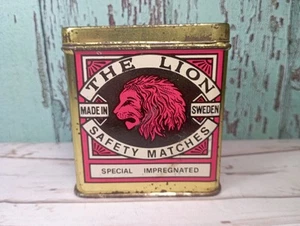 THE LION
MADE IN SWEDEN
SAFETY MATCHES
SPECIAL IMPREGNATED